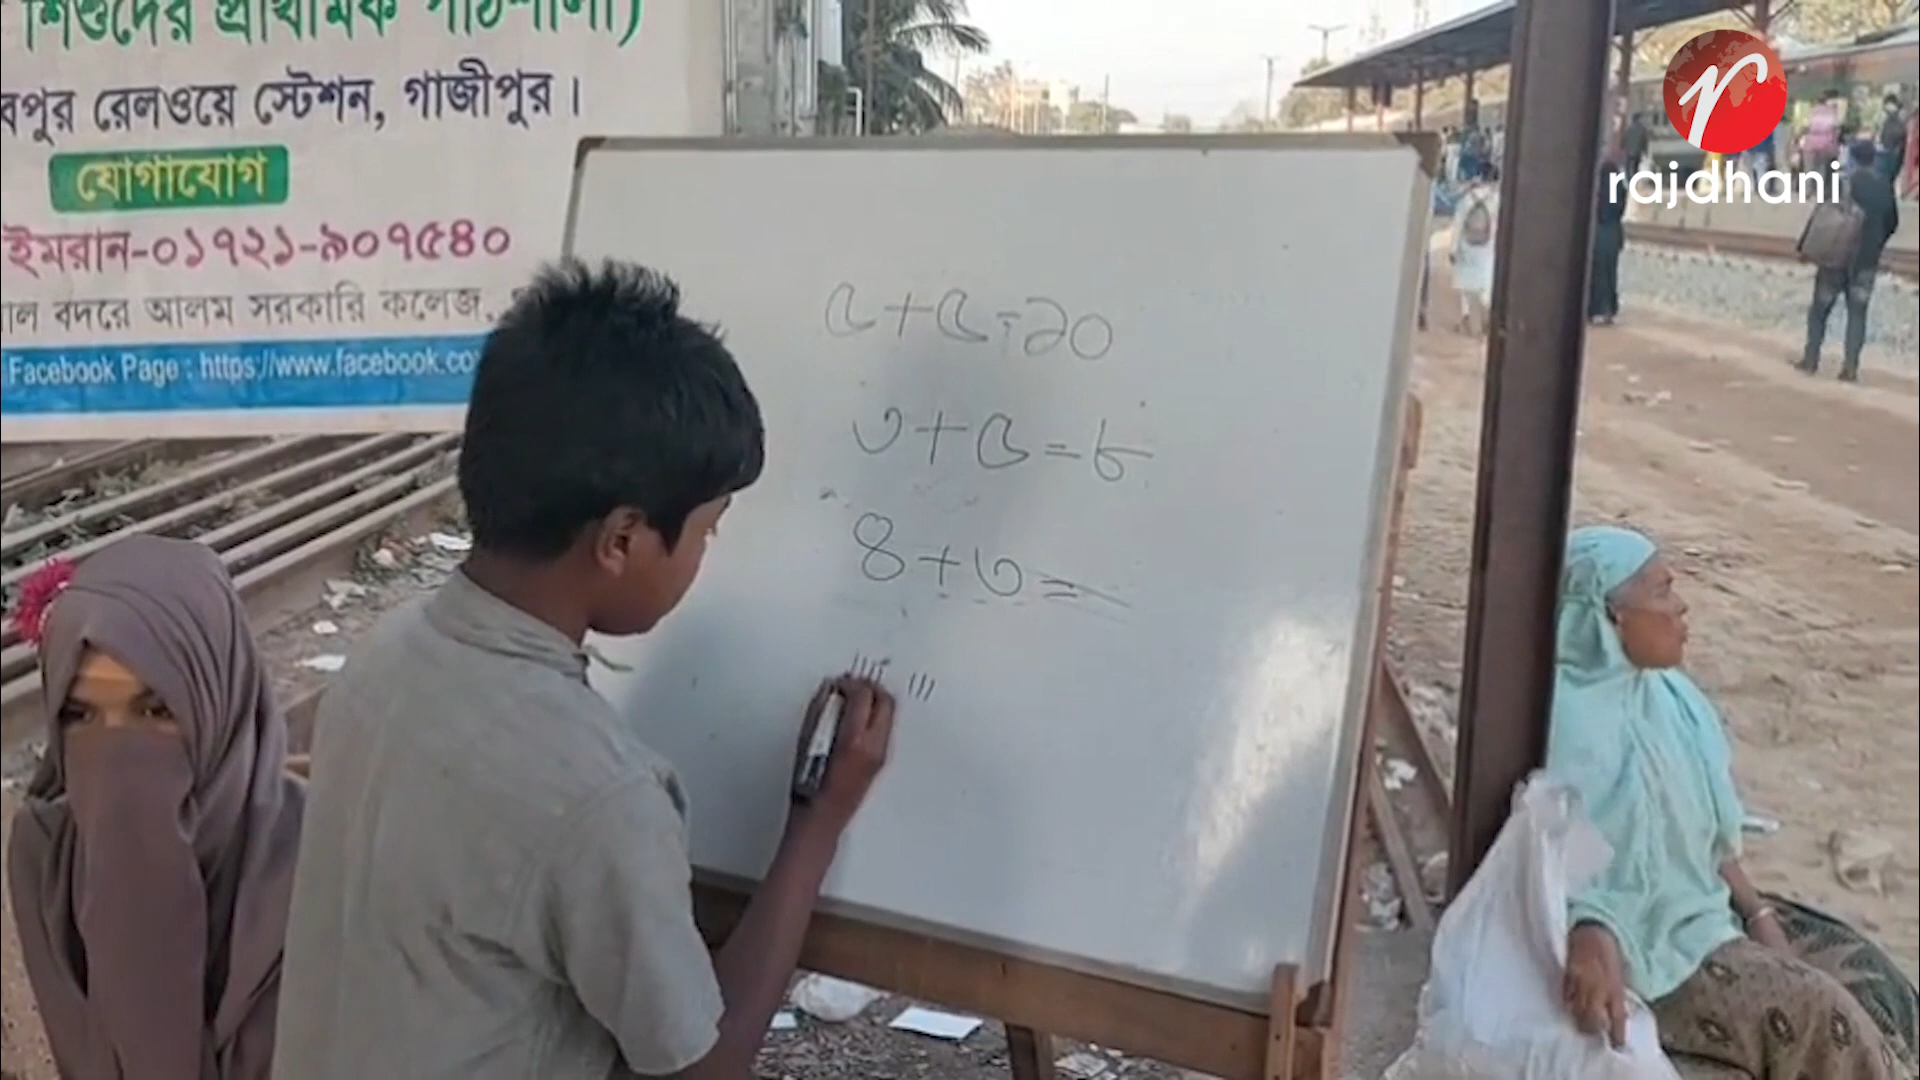 শিশুদের প্রাথমিক পাঠশালা)
রেলওয়ে স্টেশন, গাজীপুর।
যোগাযোগ
ইমরান-০১৭২১-৯০৭৫৪০
বদরে আলম সরকারি কলেজ,
Facebook Page : https://www.facebook.co
৫+৫=১০
৩+৫=৮
৪+৩=
rajdhani